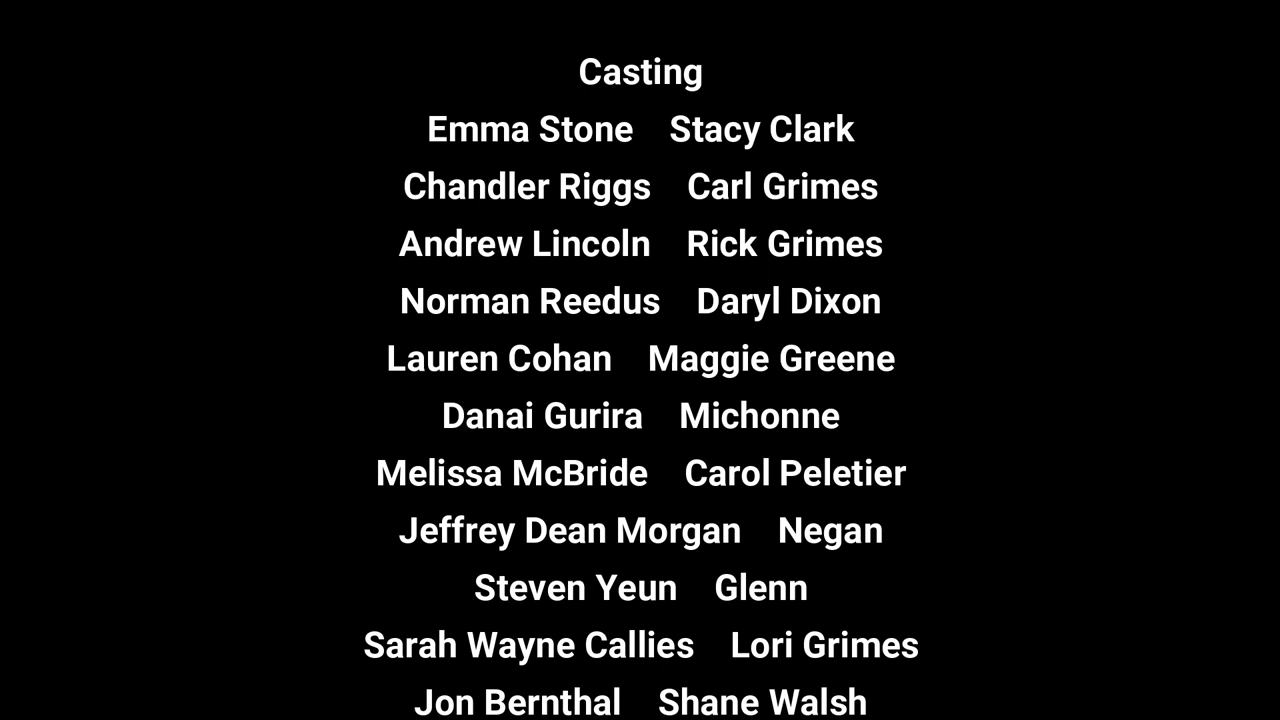 Casting
Emma Stone Stacy Clark
Chandler Riggs Carl Grimes
Andrew Lincoln Rick Grimes
Norman Reedus Daryl Dixon
Lauren Cohan Maggie Greene
Danai Gurira Michonne
Melissa McBride Carol Peletier
Jeffrey Dean Morgan Negan
Steven Yeun Glenn
Sarah Wayne Callies Lori Grimes
Jon Bernthal Shane Walsh